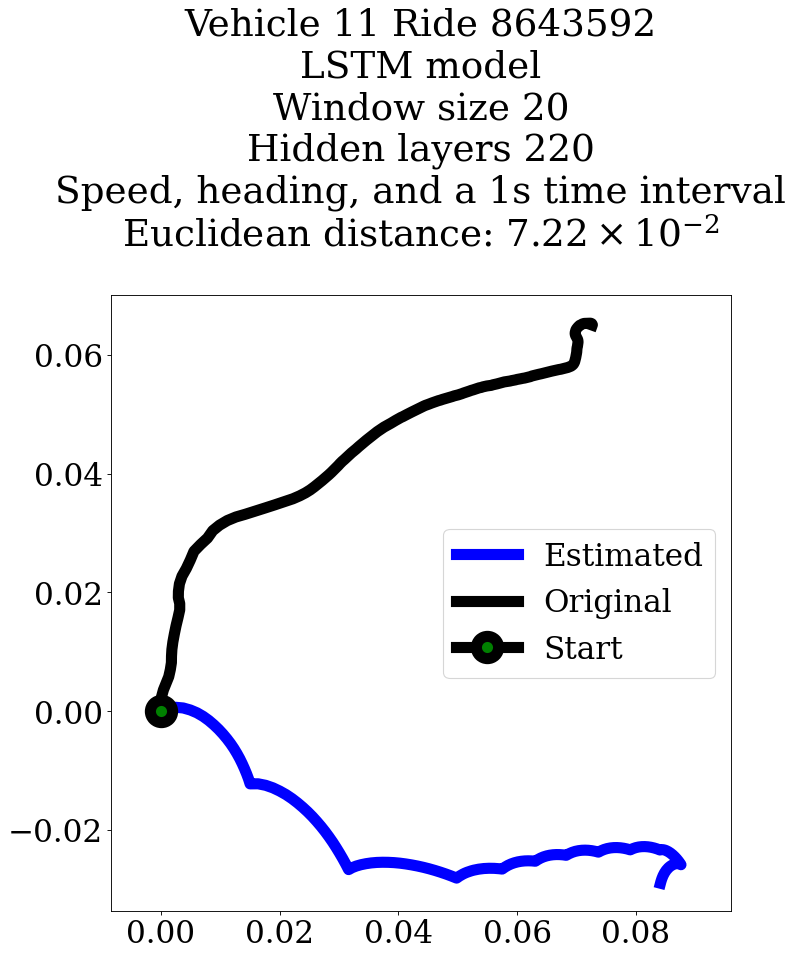 Vehicle 11 Ride 8643592
LSTM model
Window size 20
Hidden layers 220
Speed, heading, and a 1s time interval
Euclidean distance: 7.22 × 10⁻²
0.06
0.04
0.02
0.00
−0.02
Estimated
Original
Start
0.00 0.02 0.04 0.06 0.08